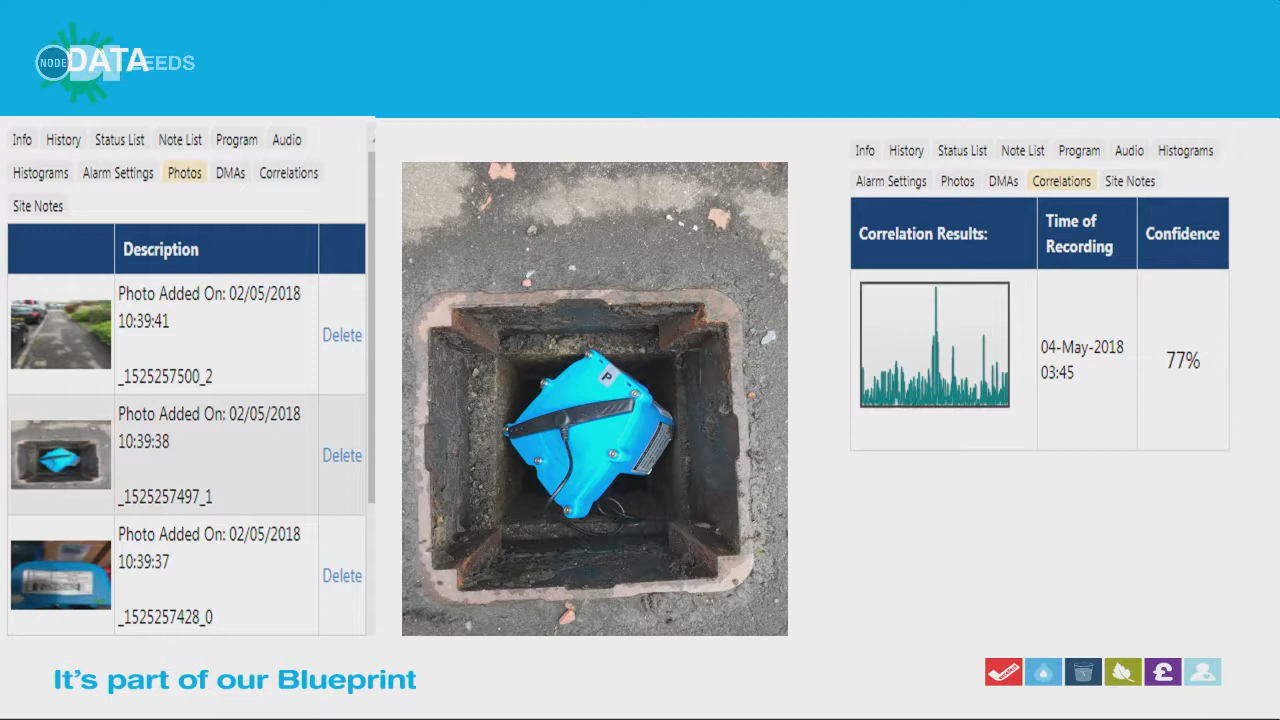 NODE
DATA
Info History Status List Note List Program Audio
Histograms Alarm Settings Photos DMAs Correlations
Site Notes
Description
Photo Added On: 02/05/2018
10:39:41
Delete
_1525257500_2
Photo Added On: 02/05/2018
10:39:38
Delete
_1525257497_1
Photo Added On: 02/05/2018
10:39:37
Delete
_1525257428_0
P
Info History Status List Note List Program Audio Histograms
Alarm Settings Photos DMAs Correlations Site Notes
Correlation Results:
Time of
Recording
Confidence
04-May-2018
03:45
77%
It's part of our Blueprint
£